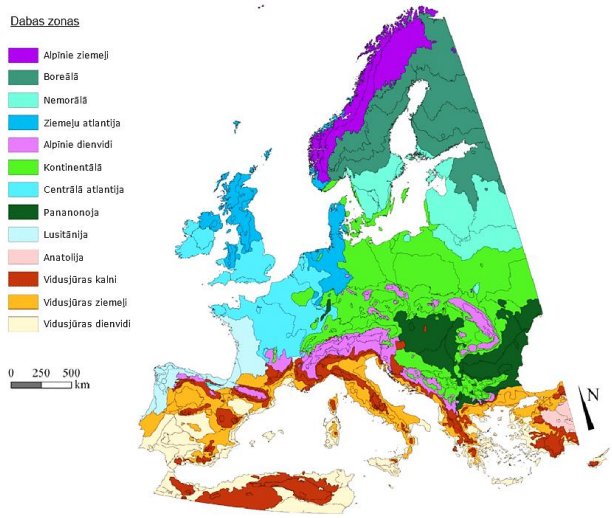 Dabas zonas
Alpīnie ziemeļi
Boreālā
Nemorālā
Ziemeļu atlantija
Alpīnie dienvidi
Kontinentālā
Centrālā atlantija
Pananonoja
Lusitānija
Anatolija
Vidusjūras kalni
Vidusjūras ziemeļi
Vidusjūras dienvidi
0 250 500
km
N